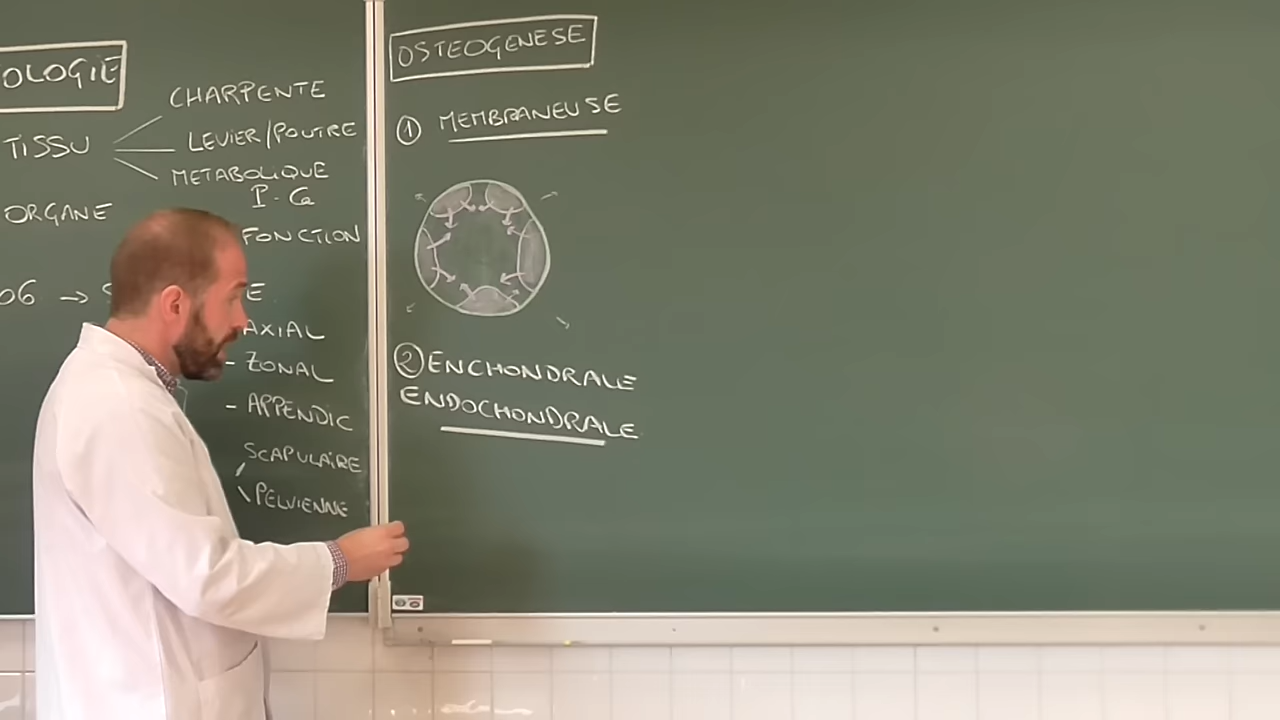 OLOGIE
TISSU
CHARPENTE
LEVIER/POUTRE
METABOLIQUE
P - Ca
ORGANE
FONCTION
06 →
E
AXIAL
- ZONAL
- APPENDIC
SCAPULAIRE
PELVIENNE
OSTEOGENESE
① MEMBRANEUSE
② ENCHONDRALE
ENDOCHONDRALE